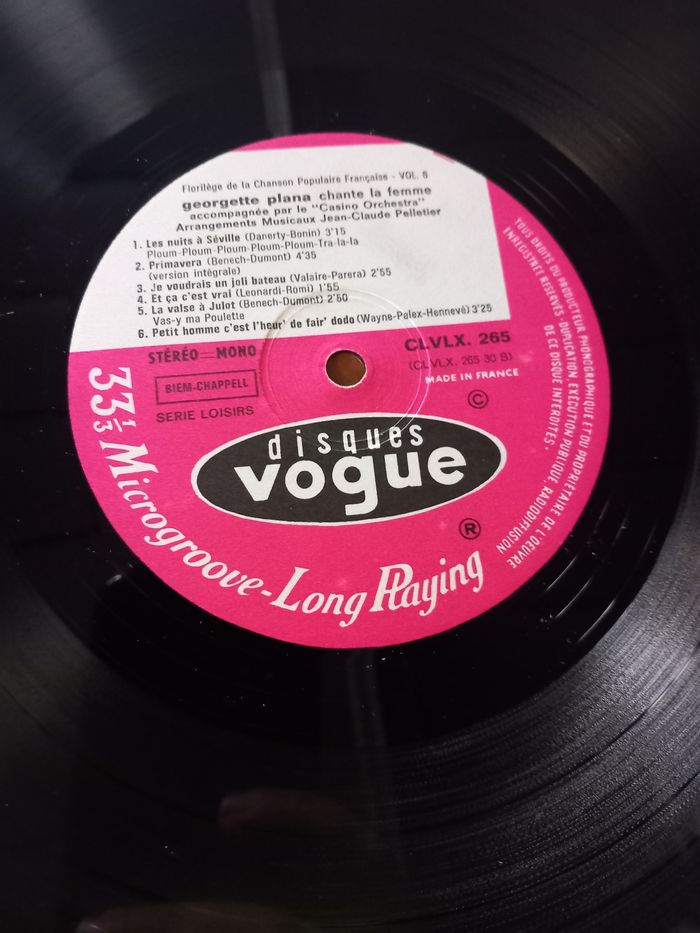 Florilège de la Chanson Populaire Française - VOL. 8
georgette plana chante la femme
accompagnée par le "Casino Orchestra"
Arrangements Musicaux Jean-Claude Pelletier
1. Les nuits à Séville (Danerty-Bonin) 3'15
Ploum-Ploum-Ploum-Ploum-Ploum-Tra-la-la
2. Primavera (Benech-Dumont) 4'35
(version intégrale)
3. Je voudrais un joli bateau (Valaire-Parera) 2'55
4. Et ça c'est vrai (Leonardi-Romi) 1'55
5. La valse à Julot (Benech-Dumont) 2'50
Vas-y ma Poulette
6. Petit homme c'est l'heur' de fair' dodo (Wayne-Palex-Hennevé) 3'25
STÉRÉO=MONO
CLVLX. 265
BIEM-CHAPPELL
(CLVLX. 265 30 B)
SERIE LOISIRS
MADE IN FRANCE
©
disques
vogue
®
33 1/3 Microgroove-Long Playing
TOUS DROITS DU PRODUCTEUR PHONOGRAPHIQUE ET DU PROPRIETAIRE DE L'OEUVRE
ENREGISTREE RESERVES - DUPLICATION, EXECUTION PUBLIQUE, RADIODIFFUSION
DE CE DISQUE INTERDITES.